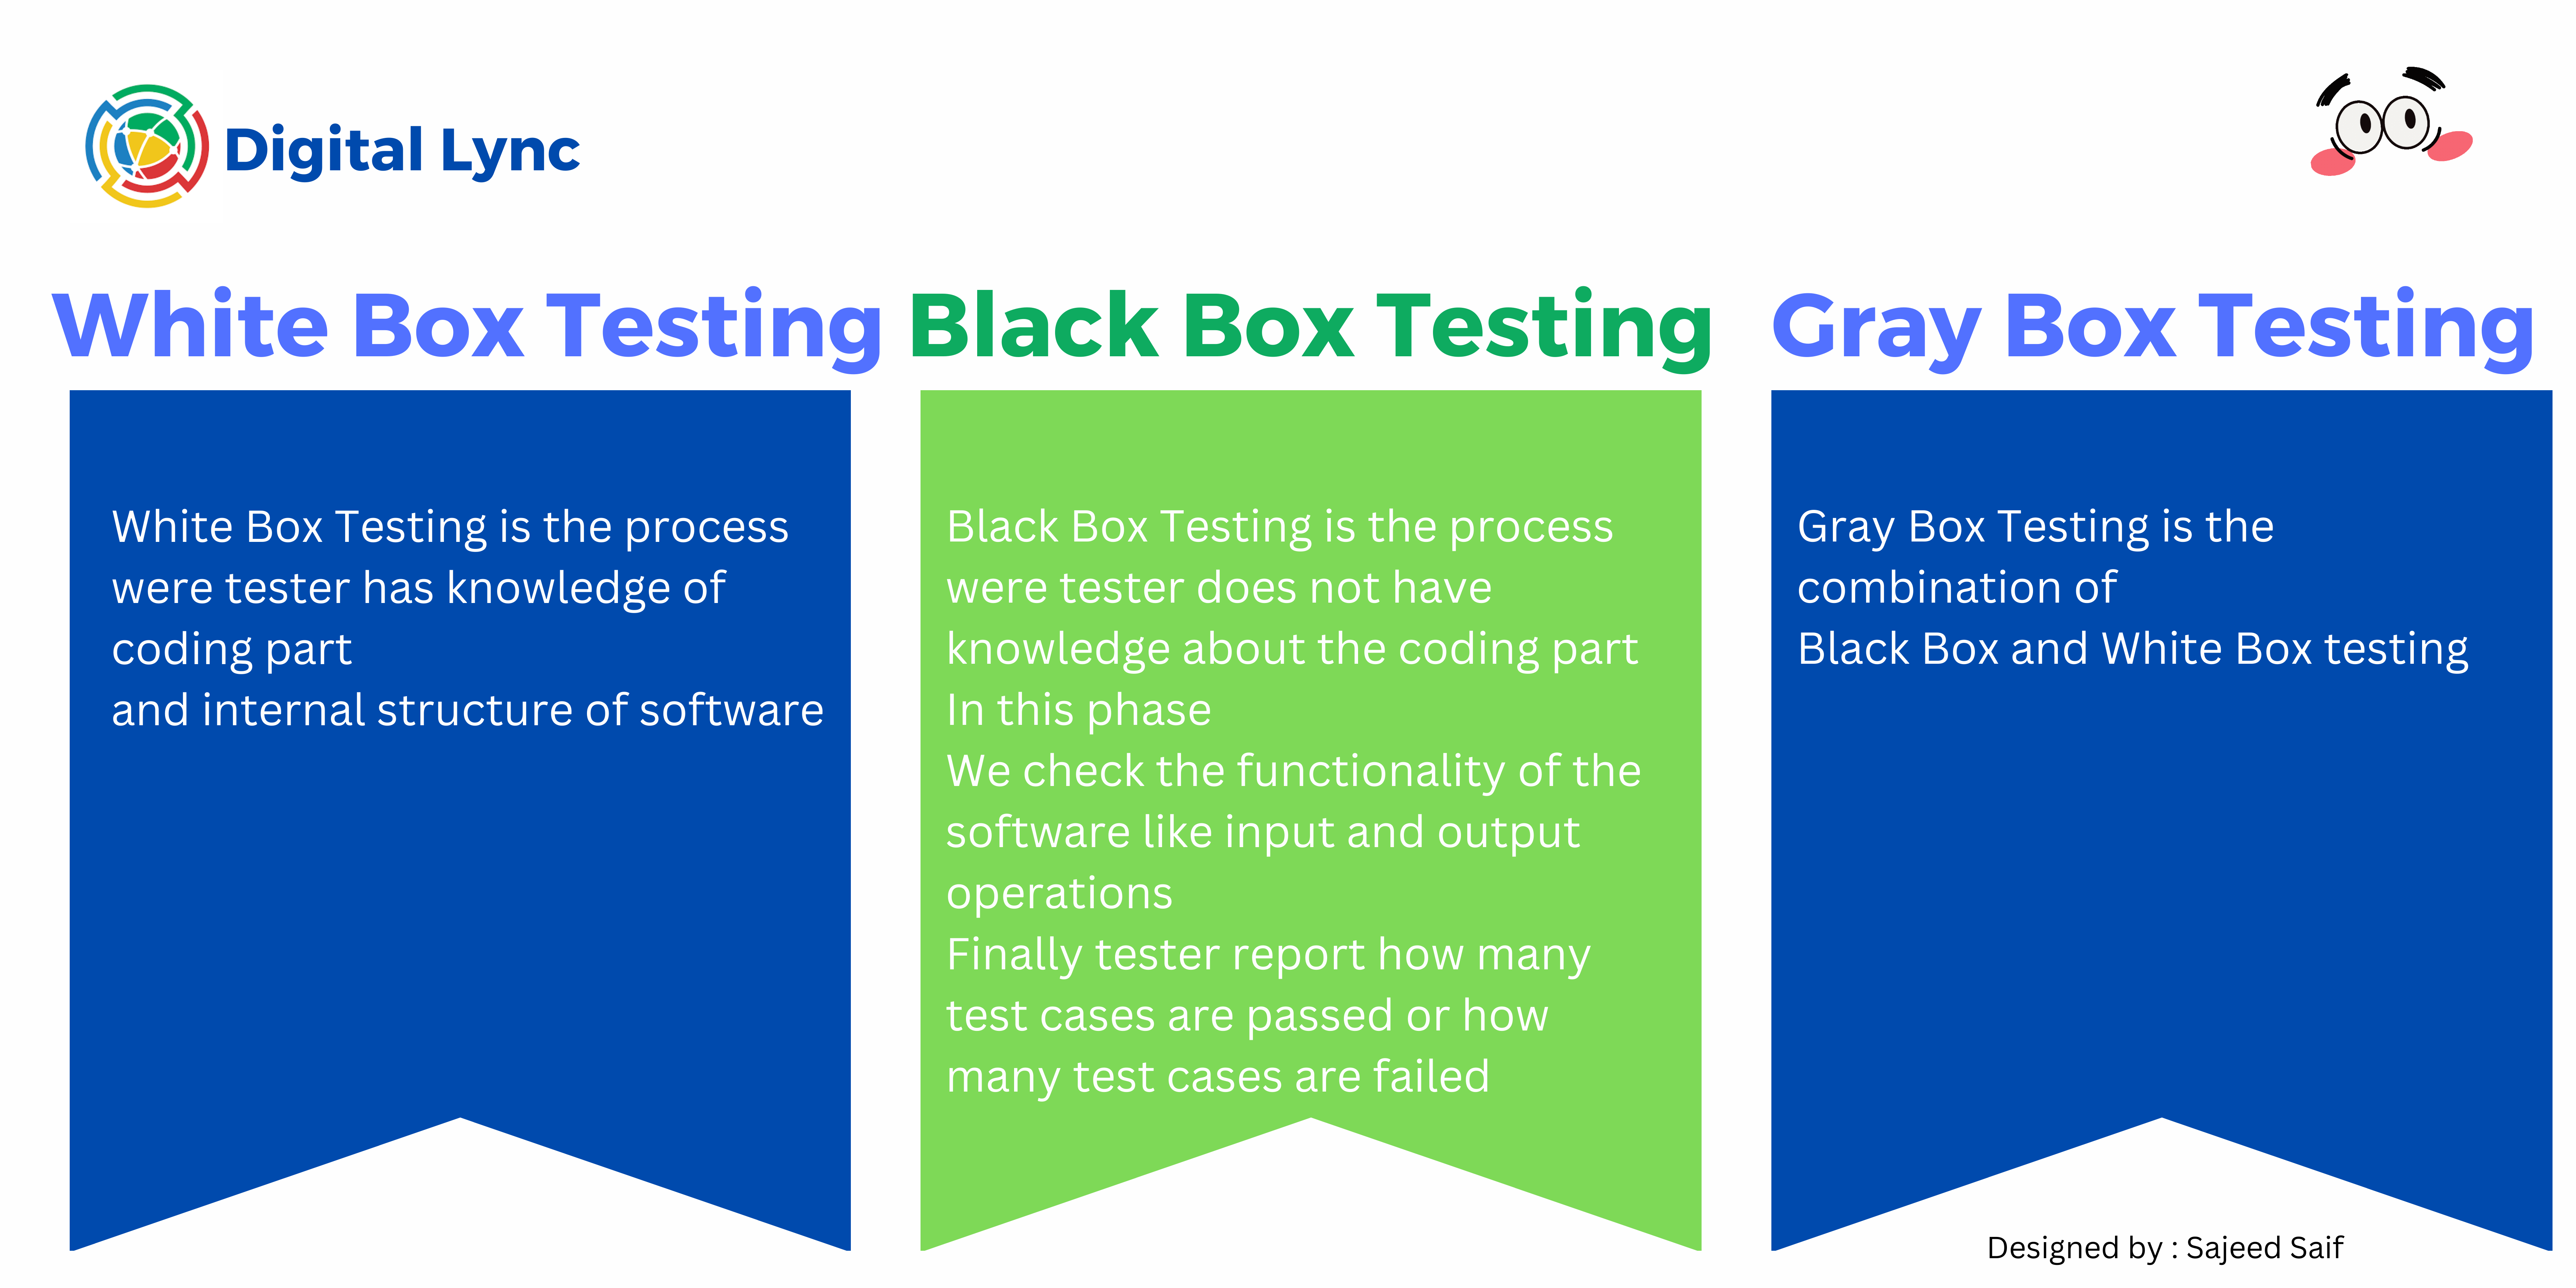 Digital Lync
White Box Testing
White Box Testing is the process
were tester has knowledge of
coding part
and internal structure of software
Black Box Testing
Black Box Testing is the process
were tester does not have
knowledge about the coding part
In this phase
We check the functionality of the
software like input and output
operations
Finally tester report how many
test cases are passed or how
many test cases are failed
Gray Box Testing
Gray Box Testing is the
combination of
Black Box and White Box testing
Designed by : Sajeed Saif